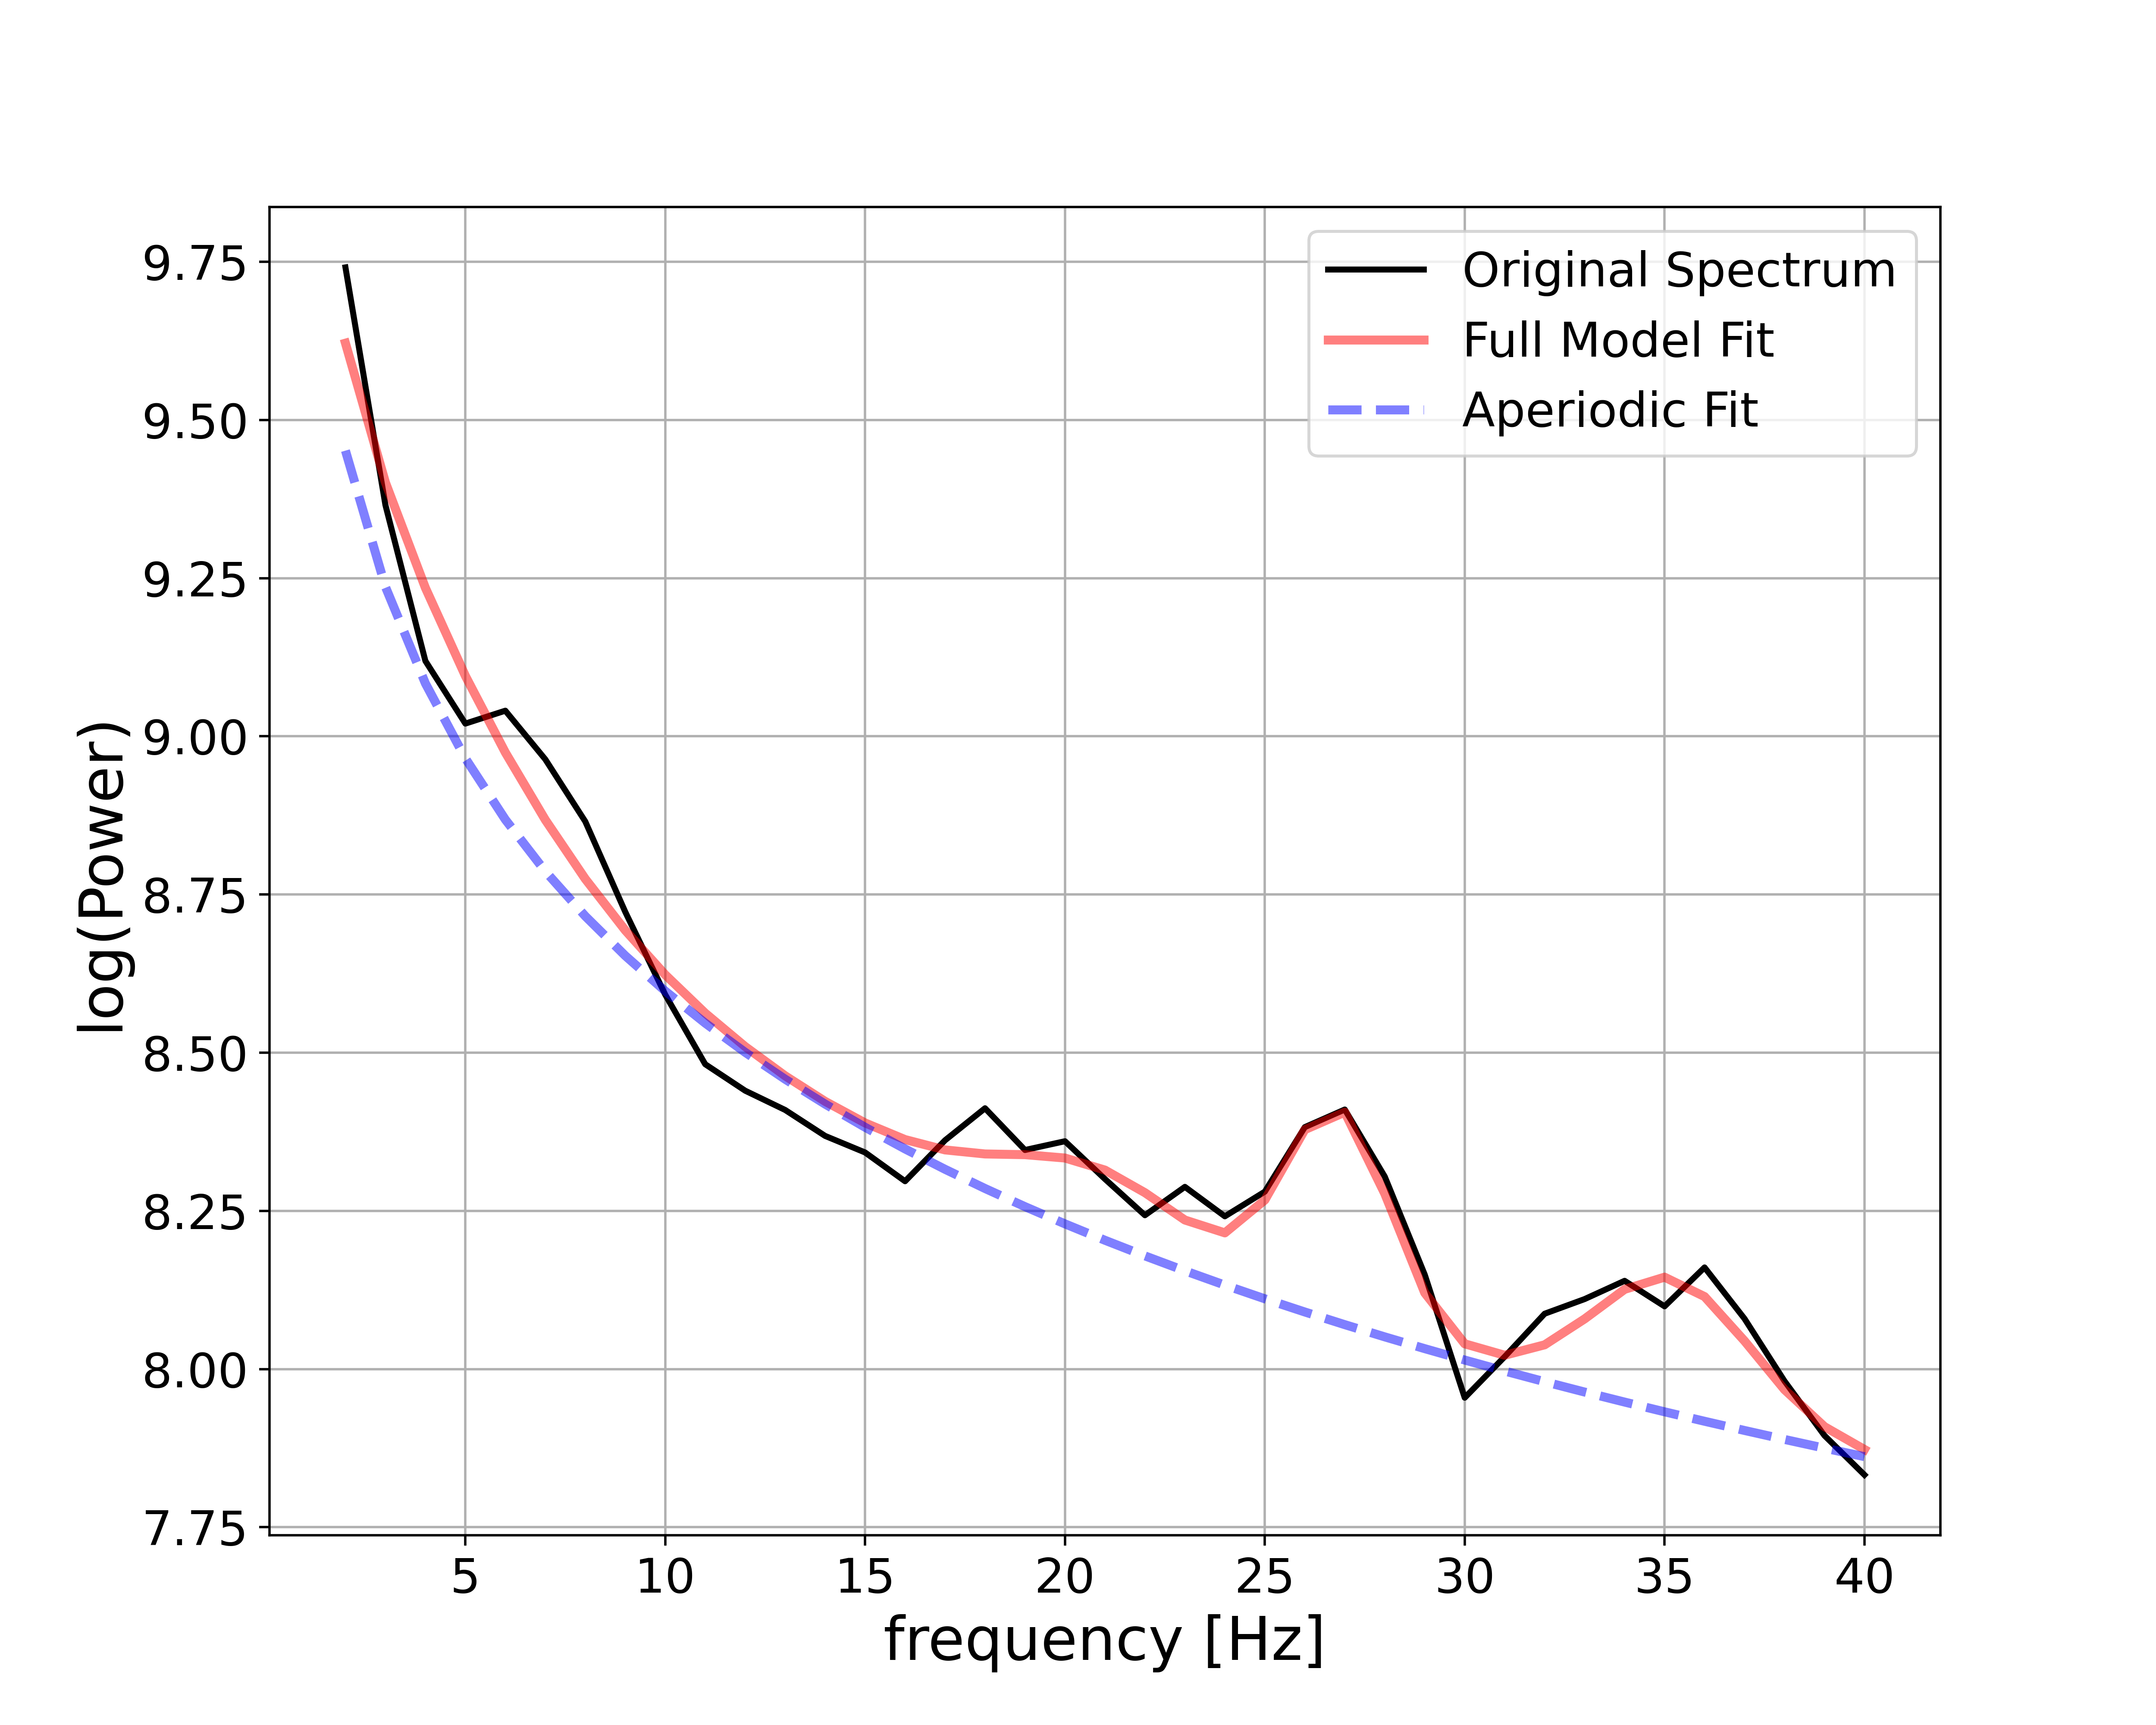 Original Spectrum
Full Model Fit
Aperiodic Fit
9.75
9.50
9.25
9.00
8.75
8.50
8.25
8.00
7.75
log(Power)
5 10 15 20 25 30 35 40
frequency [Hz]